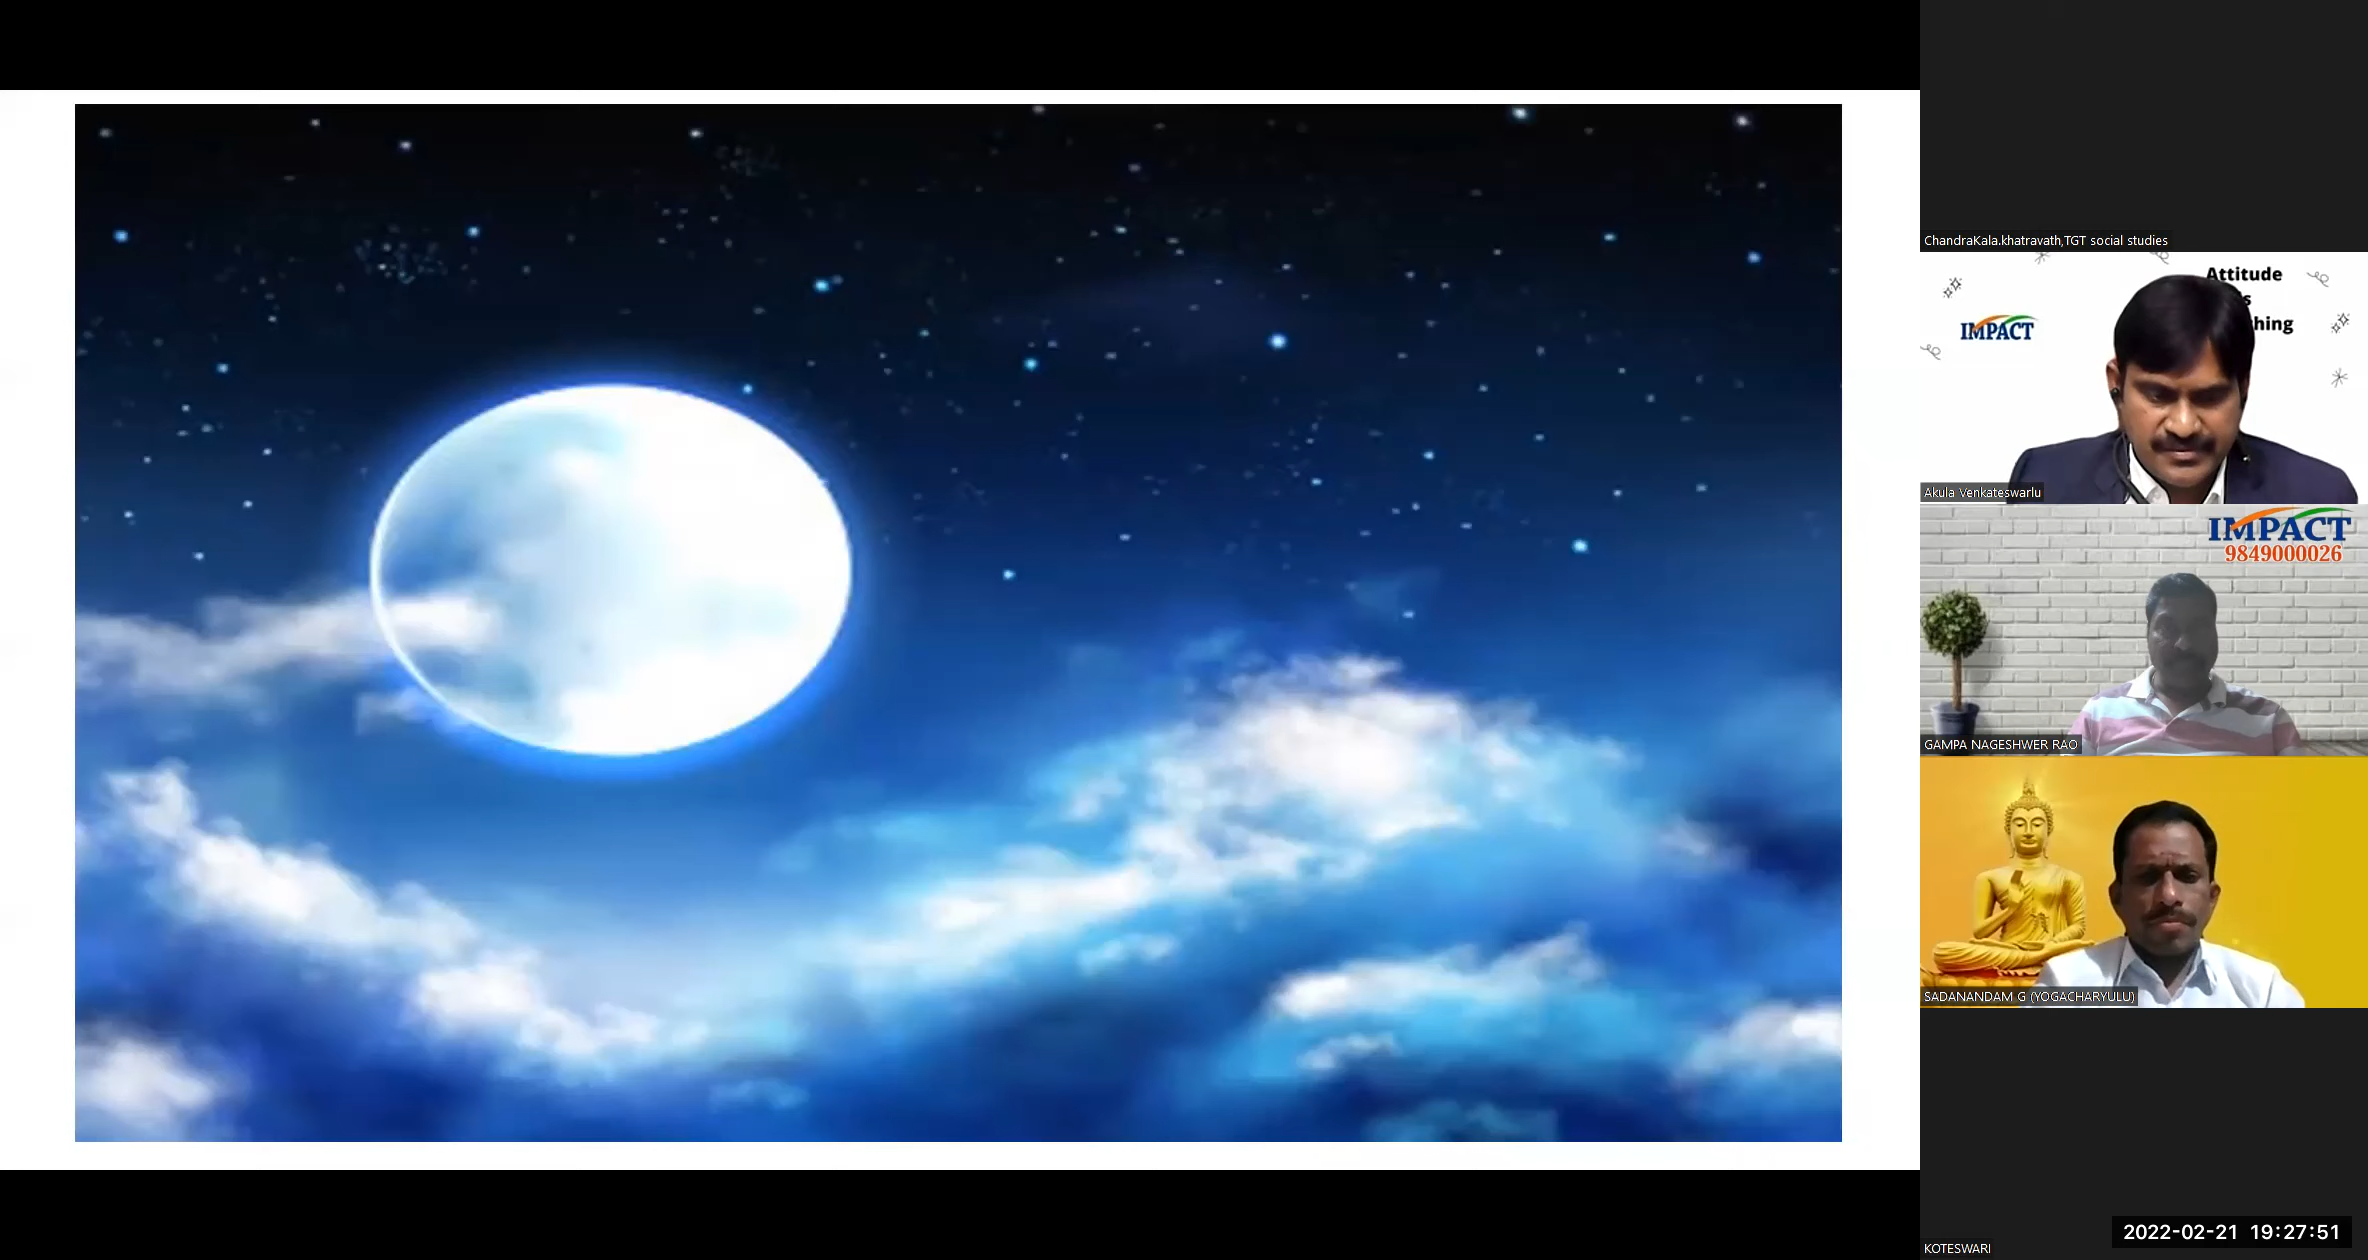 ChandraKala.khatravath,TGT social studies
Attitude
IMPACT
Akula Venkateswarlu
IMPACT
9849000026
GAMPA NAGESHWER RAO
SADANANDAM G (YOGACHARYULU)
2022-02-21 19:27:51
KOTESWARI